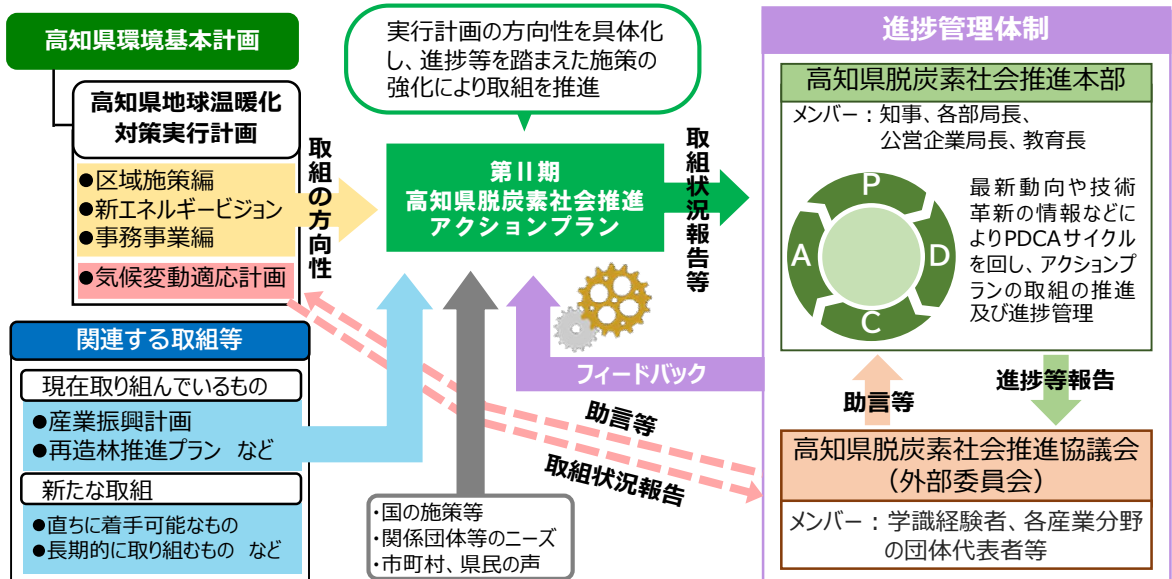 高知県環境基本計画
高知県地球温暖化
対策実行計画
●区域施策編
●新エネルギービジョン
●事務事業編
●気候変動適応計画
取組の方向性
関連する取組等
現在取り組んでいるもの
●産業振興計画
●再造林推進プラン など
新たな取組
●直ちに着手可能なもの
●長期的に取り組むもの など
実行計画の方向性を具体化
し、進捗等を踏まえた施策の
強化により取組を推進
第Ⅱ期
高知県脱炭素社会推進
アクションプラン
取組状況報告等
フィードバック
助言等
取組状況報告
・国の施策等
・関係団体等のニーズ
・市町村、県民の声
進捗管理体制
高知県脱炭素社会推進本部
メンバー：知事、各部局長、
公営企業局長、教育長
P
D
C
A
最新動向や技術
革新の情報などに
よりPDCAサイクル
を回し、アクションプ
ランの取組の推進
及び進捗管理
助言等
進捗等報告
高知県脱炭素社会推進協議会
（外部委員会）
メンバー：学識経験者、各産業分野
の団体代表者等